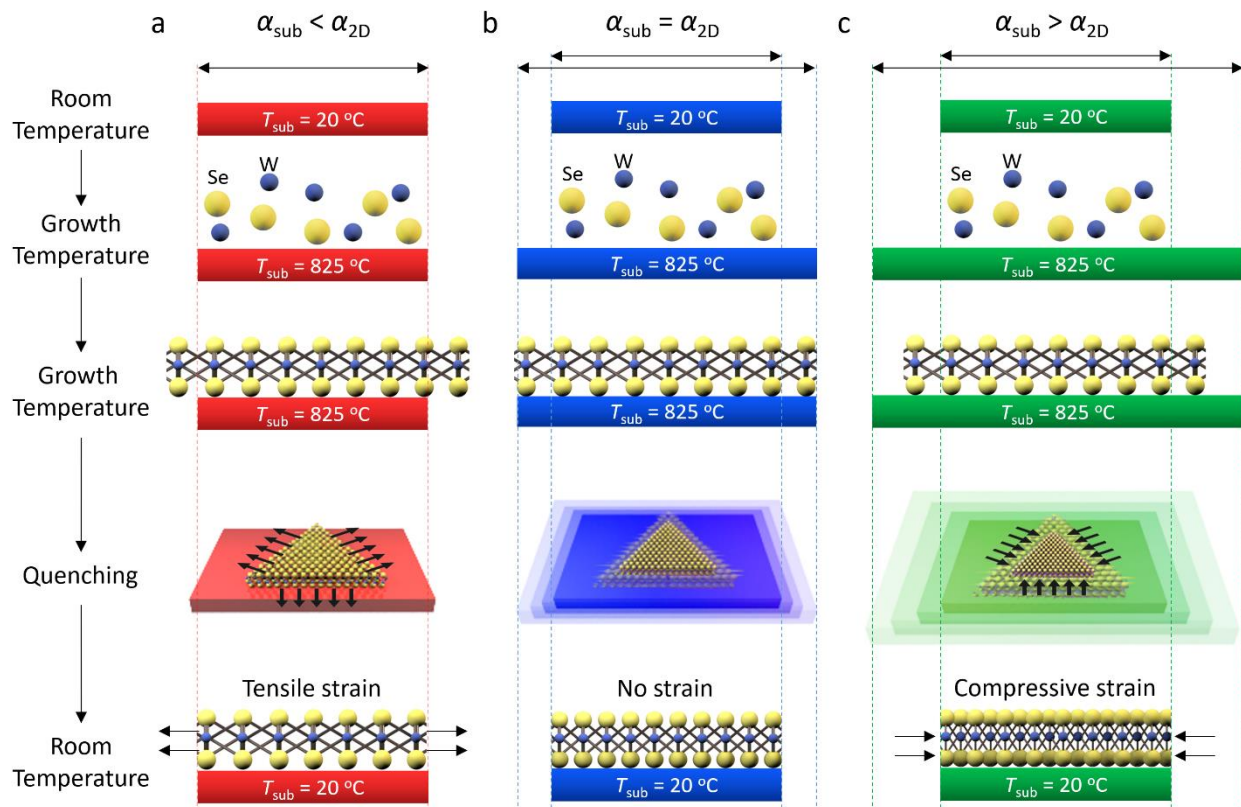 a
α_sub < α_2D
b
α_sub = α_2D
c
α_sub > α_2D
Room
Temperature
T_sub = 20 °C
T_sub = 20 °C
T_sub = 20 °C
Se
W
Se
W
Se
W
Growth
Temperature
T_sub = 825 °C
T_sub = 825 °C
T_sub = 825 °C
Growth
Temperature
T_sub = 825 °C
T_sub = 825 °C
T_sub = 825 °C
Quenching
Tensile strain
No strain
Compressive strain
Room
Temperature
T_sub = 20 °C
T_sub = 20 °C
T_sub = 20 °C